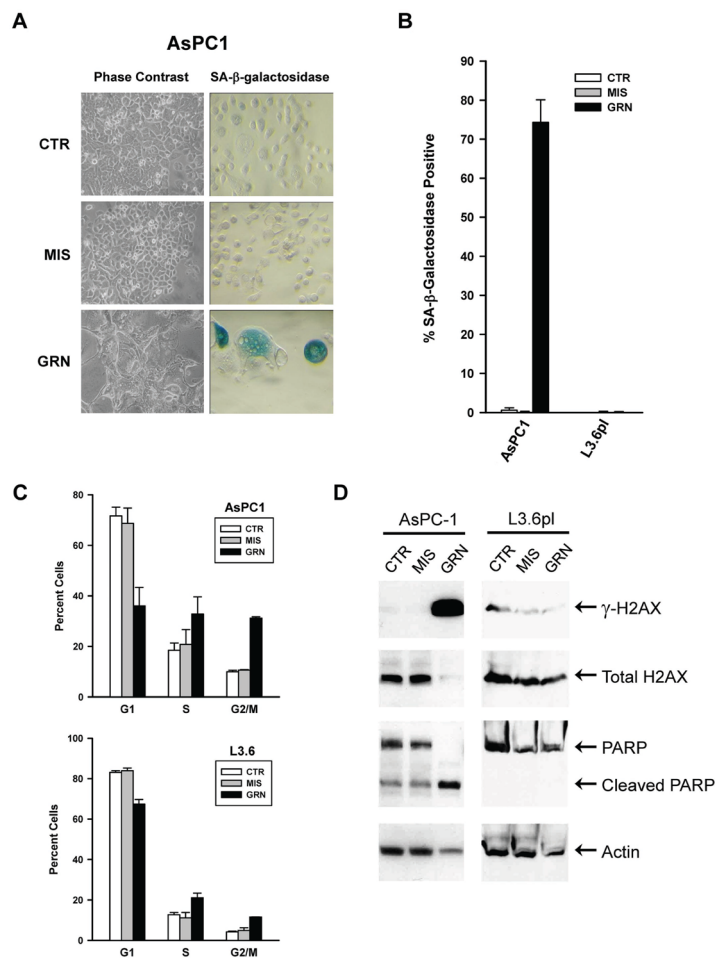 A
AsPC1
Phase Contrast SA-β-galactosidase
CTR
MIS
GRN
B
% SA-β-Galactosidase Positive
90
80
70
60
50
40
30
20
10
0
CTR
MIS
GRN
AsPC1 L3.6pl
C
Percent Cells
80
60
40
20
0
AsPC1
CTR
MIS
GRN
G1 S G2/M
Percent Cells
100
80
60
40
20
0
L3.6
CTR
MIS
GRN
G1 S G2/M
D
AsPC-1 L3.6pl
CTR MIS GRN CTR MIS GRN
γ-H2AX
Total H2AX
PARP
Cleaved PARP
Actin